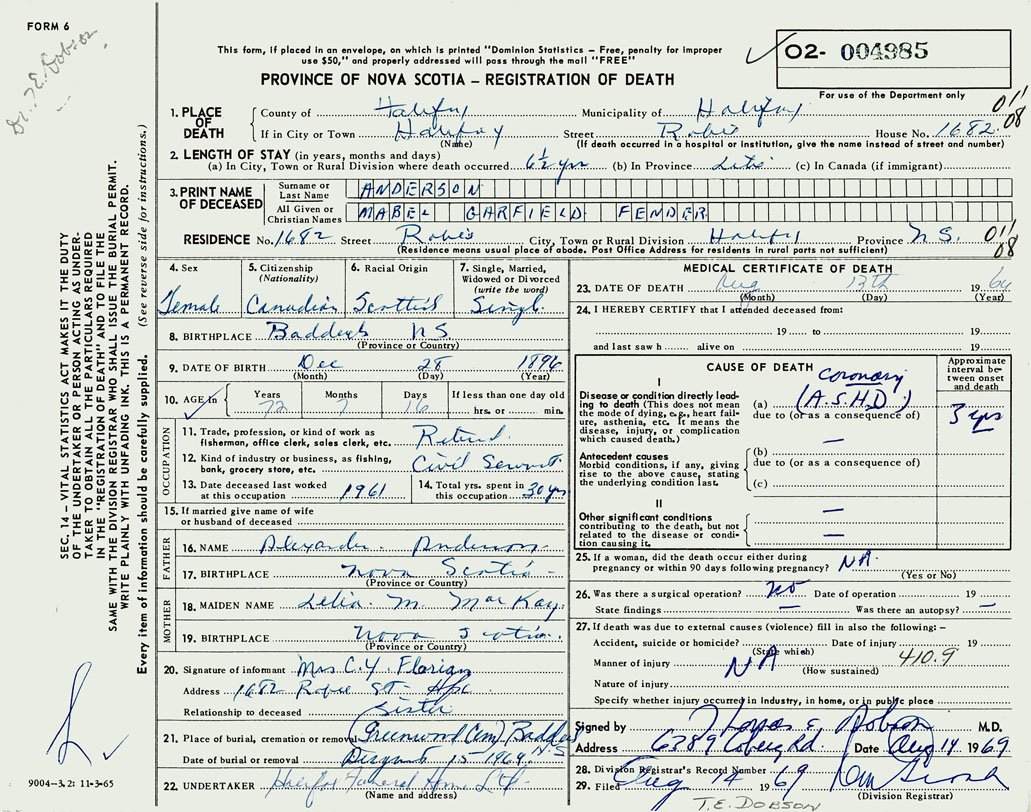 FORM 6
Dr. T.E. Dobson
This form, if placed in an envelope, on which is printed "Dominion Statistics — Free, penalty for improper
use $50," and properly addressed will pass through the mail "FREE"
PROVINCE OF NOVA SCOTIA — REGISTRATION OF DEATH
O2- 004985
For use of the Department only
1. PLACE OF DEATH
County of Halifax Municipality of Halifax 011
If in City or Town Halifax Street Robie House No. 1682 08
(Name) (If death occurred in a hospital or institution, give the name instead of street and number)
2. LENGTH OF STAY (in years, months and days)
(a) In City, Town or Rural Division where death occurred 6½ yrs (b) In Province Life (c) In Canada (if immigrant)
3. PRINT NAME OF DECEASED
Surname or Last Name ANDERSON
All Given or Christian Names MABEL GARFIELD FENDER
RESIDENCE No. 1682 Street Robie City, Town or Rural Division Halifax Province N.S. 011
(Residence means usual place of abode. Post Office Address for residents in rural parts not sufficient) 08
4. Sex
Female
5. Citizenship
(Nationality)
Canadian
6. Racial Origin
Scottish
7. Single, Married,
Widowed or Divorced
(write the word)
Single
8. BIRTHPLACE Baddeck N.S.
(Province or Country)
9. DATE OF BIRTH Dec 28 1896
(Month) (Day) (Year)
10. AGE in Years Months Days If less than one day old
72 7 16 hrs. or min.
OCCUPATION
11. Trade, profession, or kind of work as
fisherman, office clerk, sales clerk, etc. Retired.
12. Kind of industry or business, as fishing,
bank, grocery store, etc. Civil Servant
13. Date deceased last worked
at this occupation 1961
14. Total yrs. spent in
this occupation 30 yrs
15. If married give name of wife
or husband of deceased
FATHER
16. NAME Alexander Anderson
17. BIRTHPLACE Nova Scotia
(Province or Country)
MOTHER
18. MAIDEN NAME Lelia M. MacKay
19. BIRTHPLACE Nova Scotia
(Province or Country)
20. Signature of informant Mrs C.Y. Florian
Address 1682 Robie St. Hfx
Relationship to deceased Sister
21. Place of burial, cremation or removal Greenwood (Cem) Baddeck N.S.
Date of burial or removal August 15 1969
22. UNDERTAKER Funeral Home Ltd
(Name and address)
MEDICAL CERTIFICATE OF DEATH
23. DATE OF DEATH Aug 13th 1969
(Month) (Day) (Year)
24. I HEREBY CERTIFY that I attended deceased from:
19 to 19
and last saw h alive on 19
CAUSE OF DEATH
Approximate
interval be-
tween onset
and death
I
Disease or condition directly lead-
ing to death (This does not mean
the mode of dying, e.g., heart fail-
ure, asthenia, etc. It means the
disease, injury, or complication
which caused death.)
coronary
(a) (A.S.H.D.) 3 yrs
due to (or as a consequence of)
—
Antecedent causes
Morbid conditions, if any, giving
rise to the above cause, stating
the underlying condition last.
(b)
due to (or as a consequence of)
(c)
II
Other significant conditions
contributing to the death, but not
related to the disease or condi-
tion causing it.
—
—
25. If a woman, did the death occur either during
pregnancy or within 90 days following pregnancy? NA
(Yes or No)
26. Was there a surgical operation? no Date of operation 19
State findings — Was there an autopsy? —
27. If death was due to external causes (violence) fill in also the following: —
Accident, suicide or homicide? Date of injury 19
(State which)
Manner of injury NA 410.9
(How sustained)
Nature of injury
Specify whether injury occurred in Industry, in home, or in public place
Signed by Dobson M.D.
Address 6389 Coburg Rd. Date Aug 14 1969
28. Division Registrar's Record Number
29. Filed Aug 14 1969
(Division Registrar)
T.E. DOBSON
SEC. 14 — VITAL STATISTICS ACT MAKES IT THE DUTY
OF THE UNDERTAKER OR PERSON ACTING AS UNDER-
TAKER TO OBTAIN ALL THE PARTICULARS REQUIRED
IN THE "REGISTRATION OF DEATH" AND TO FILE THE
SAME WITH THE DIVISION REGISTRAR WHO SHALL ISSUE THE BURIAL PERMIT.
WRITE PLAINLY WITH UNFADING INK. THIS IS A PERMANENT RECORD.
Every item of information should be carefully supplied. (See reverse side for instructions.)
9004-3.2: 11-3-65